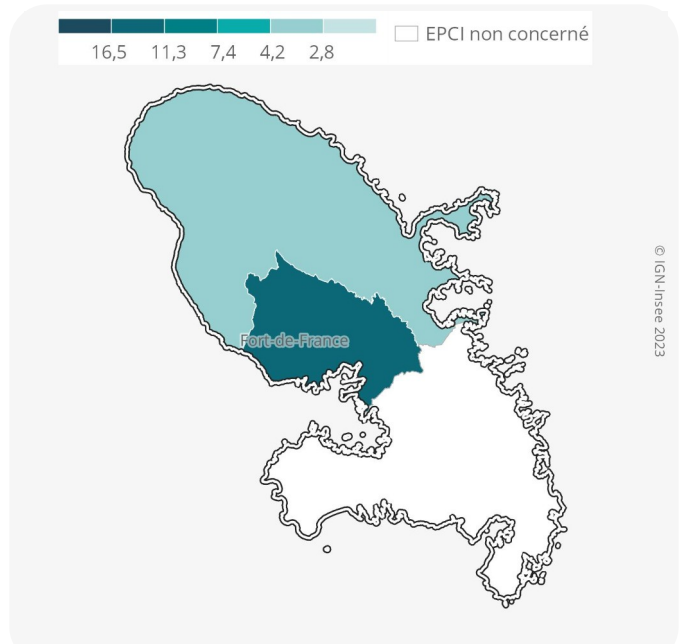 16,5 11,3 7,4 4,2 2,8
EPCI non concerné
Fort-de-France
© IGN-Insee 2023